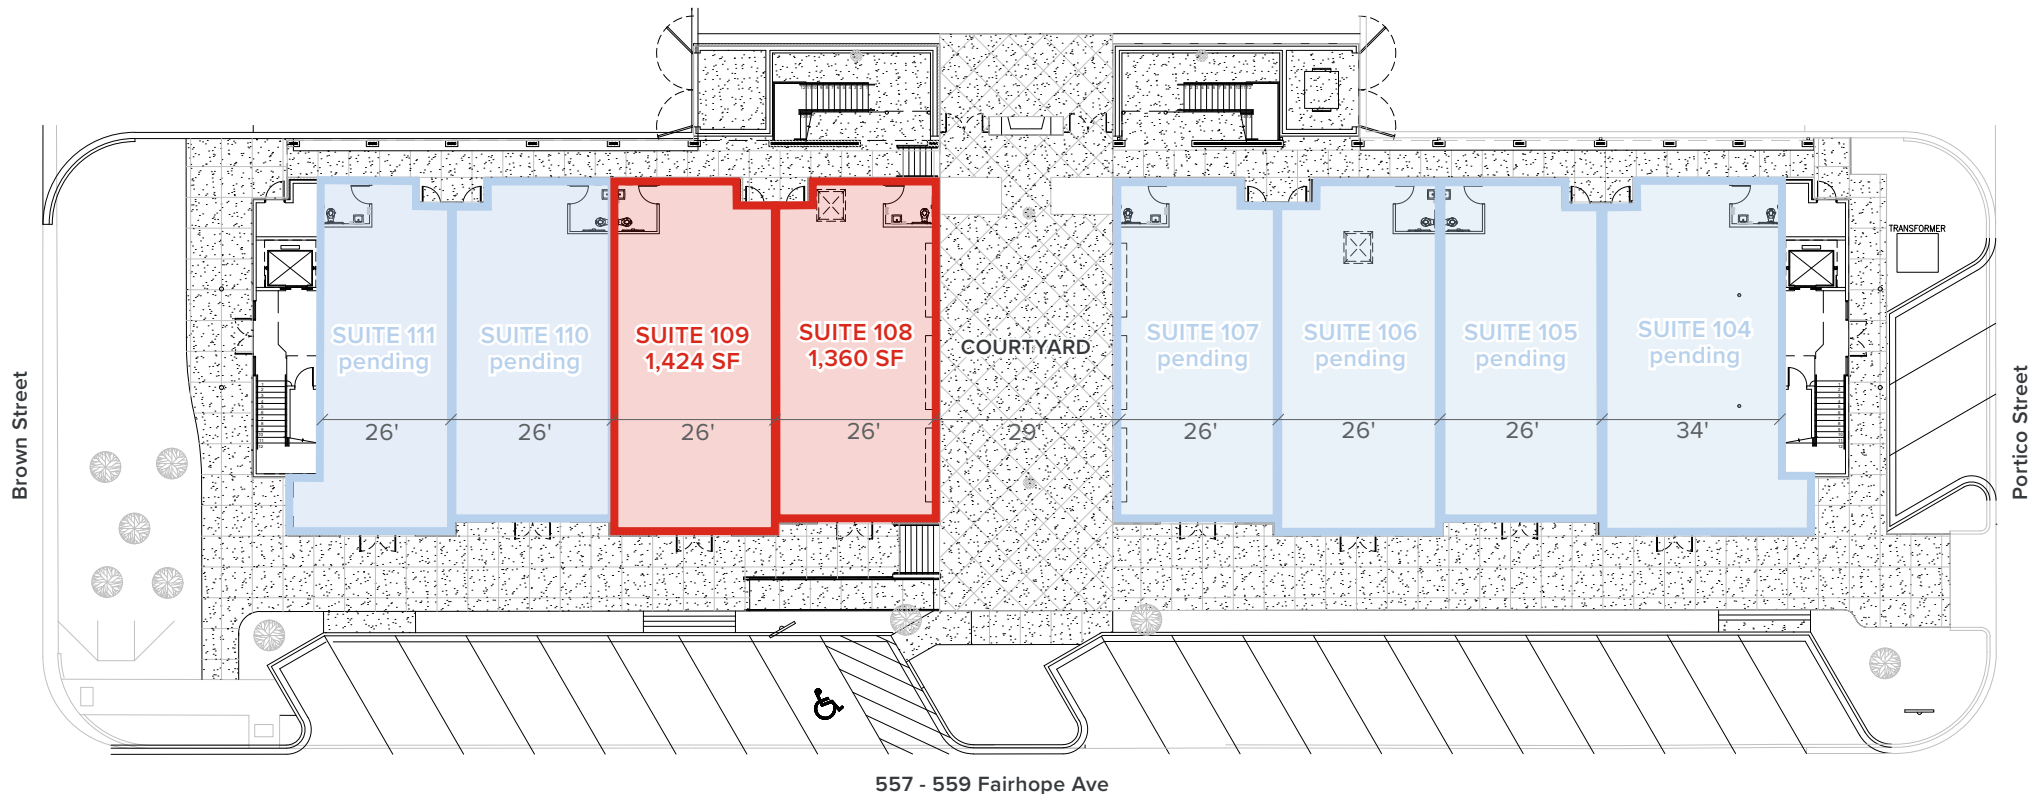 TRANSFORMER
SUITE 111
pending
SUITE 110
pending
SUITE 109
1,424 SF
SUITE 108
1,360 SF
COURTYARD
SUITE 107
pending
SUITE 106
pending
SUITE 105
pending
SUITE 104
pending
26'
26'
26'
26'
29'
26'
26'
26'
34'
Brown Street
Portico Street
557 - 559 Fairhope Ave